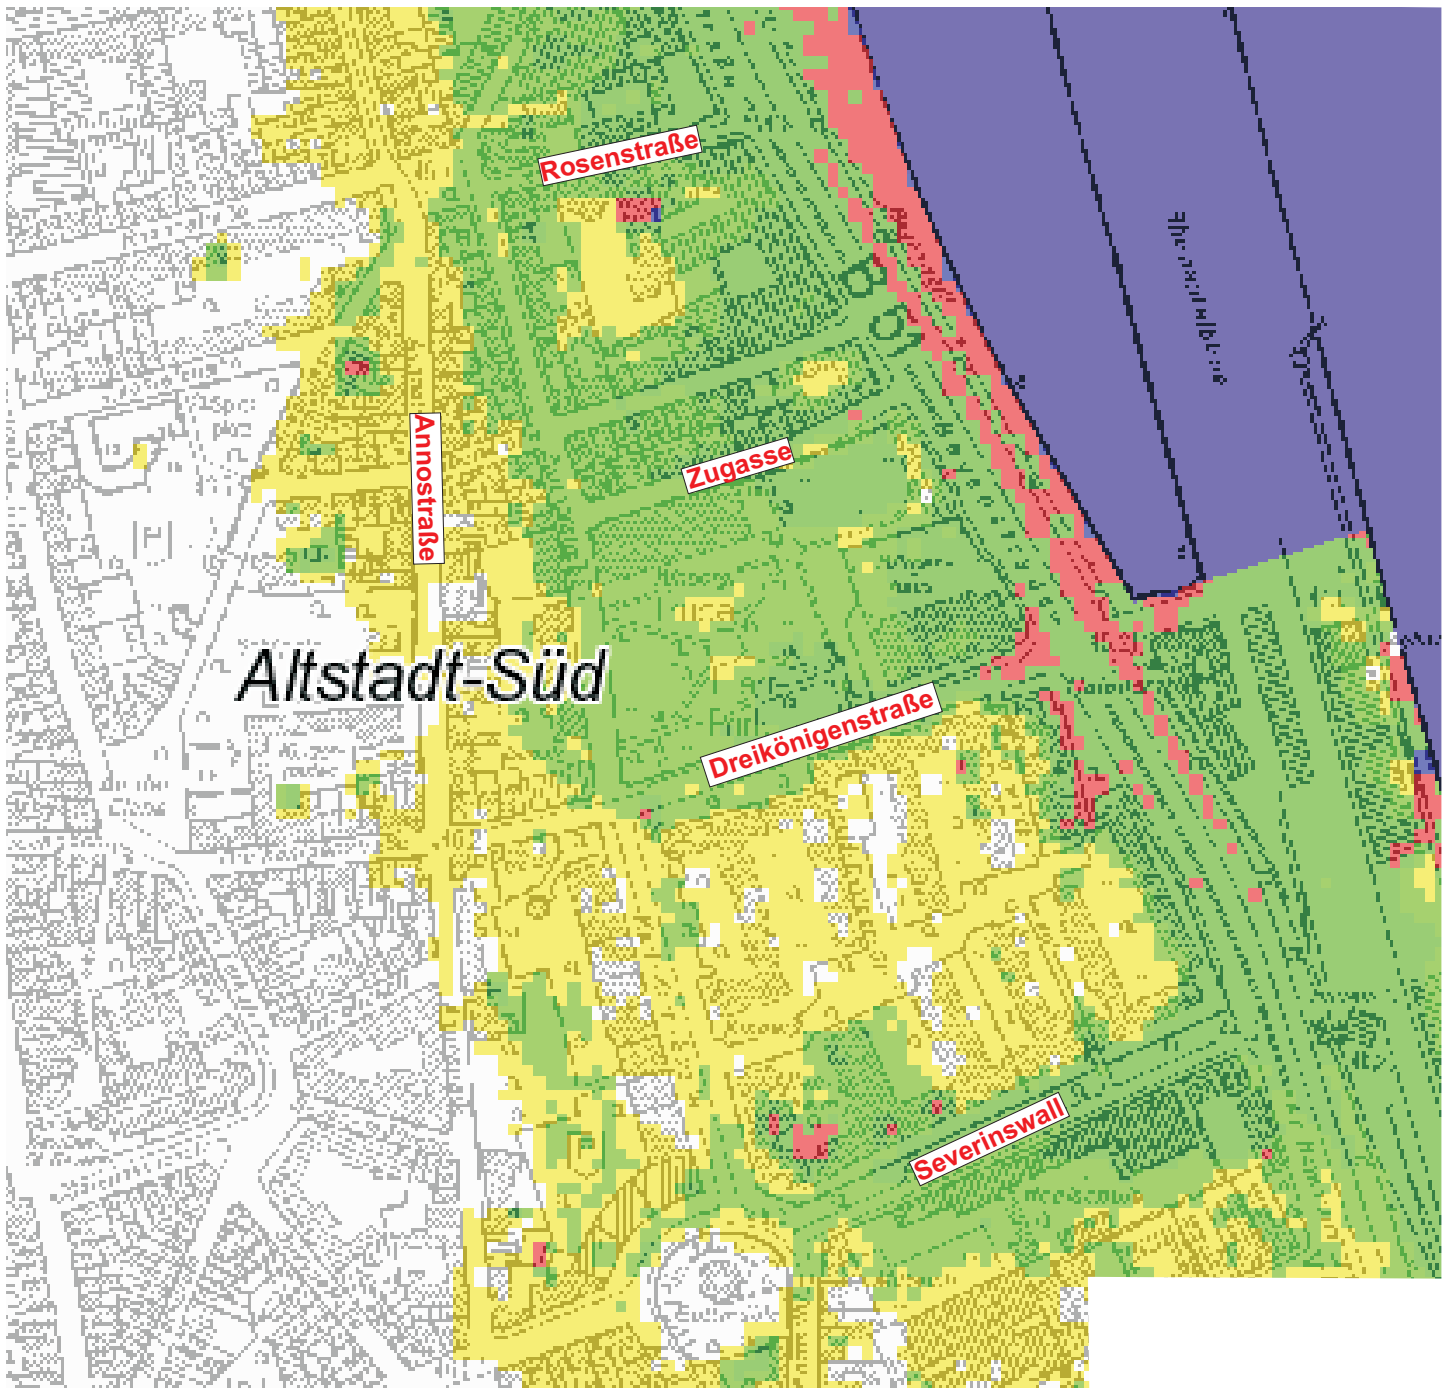 Rosenstraße
Annostraße
Zugasse
Altstadt-Süd
Dreikönigenstraße
Severinswall